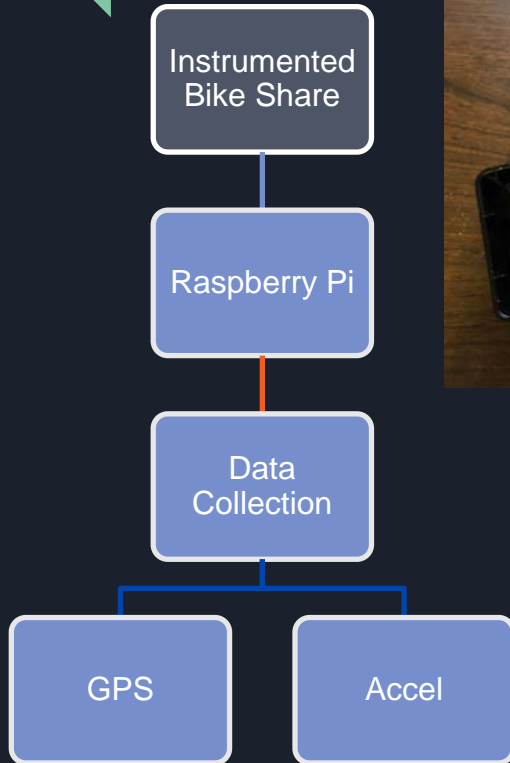 Instrumented
Bike Share
Raspberry Pi
Data
Collection
GPS
Accel